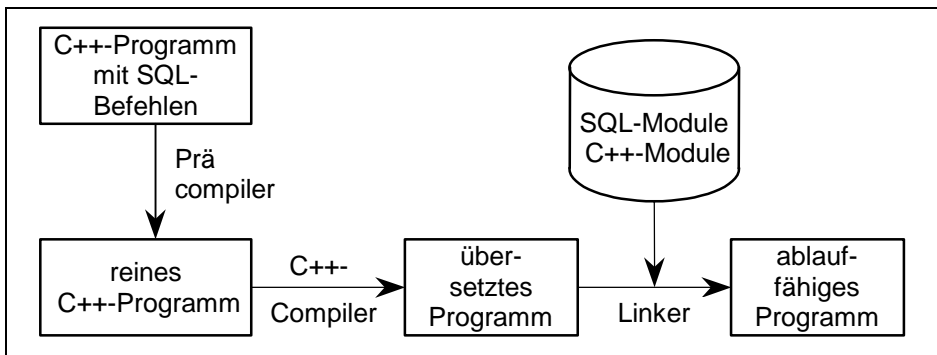 C++-Programm
mit SQL-
Befehlen
SQL-Module
C++-Module
Prä
compiler
reines
C++-Programm
C++-
Compiler
über-
setztes
Programm
Linker
ablauf-
fähiges
Programm